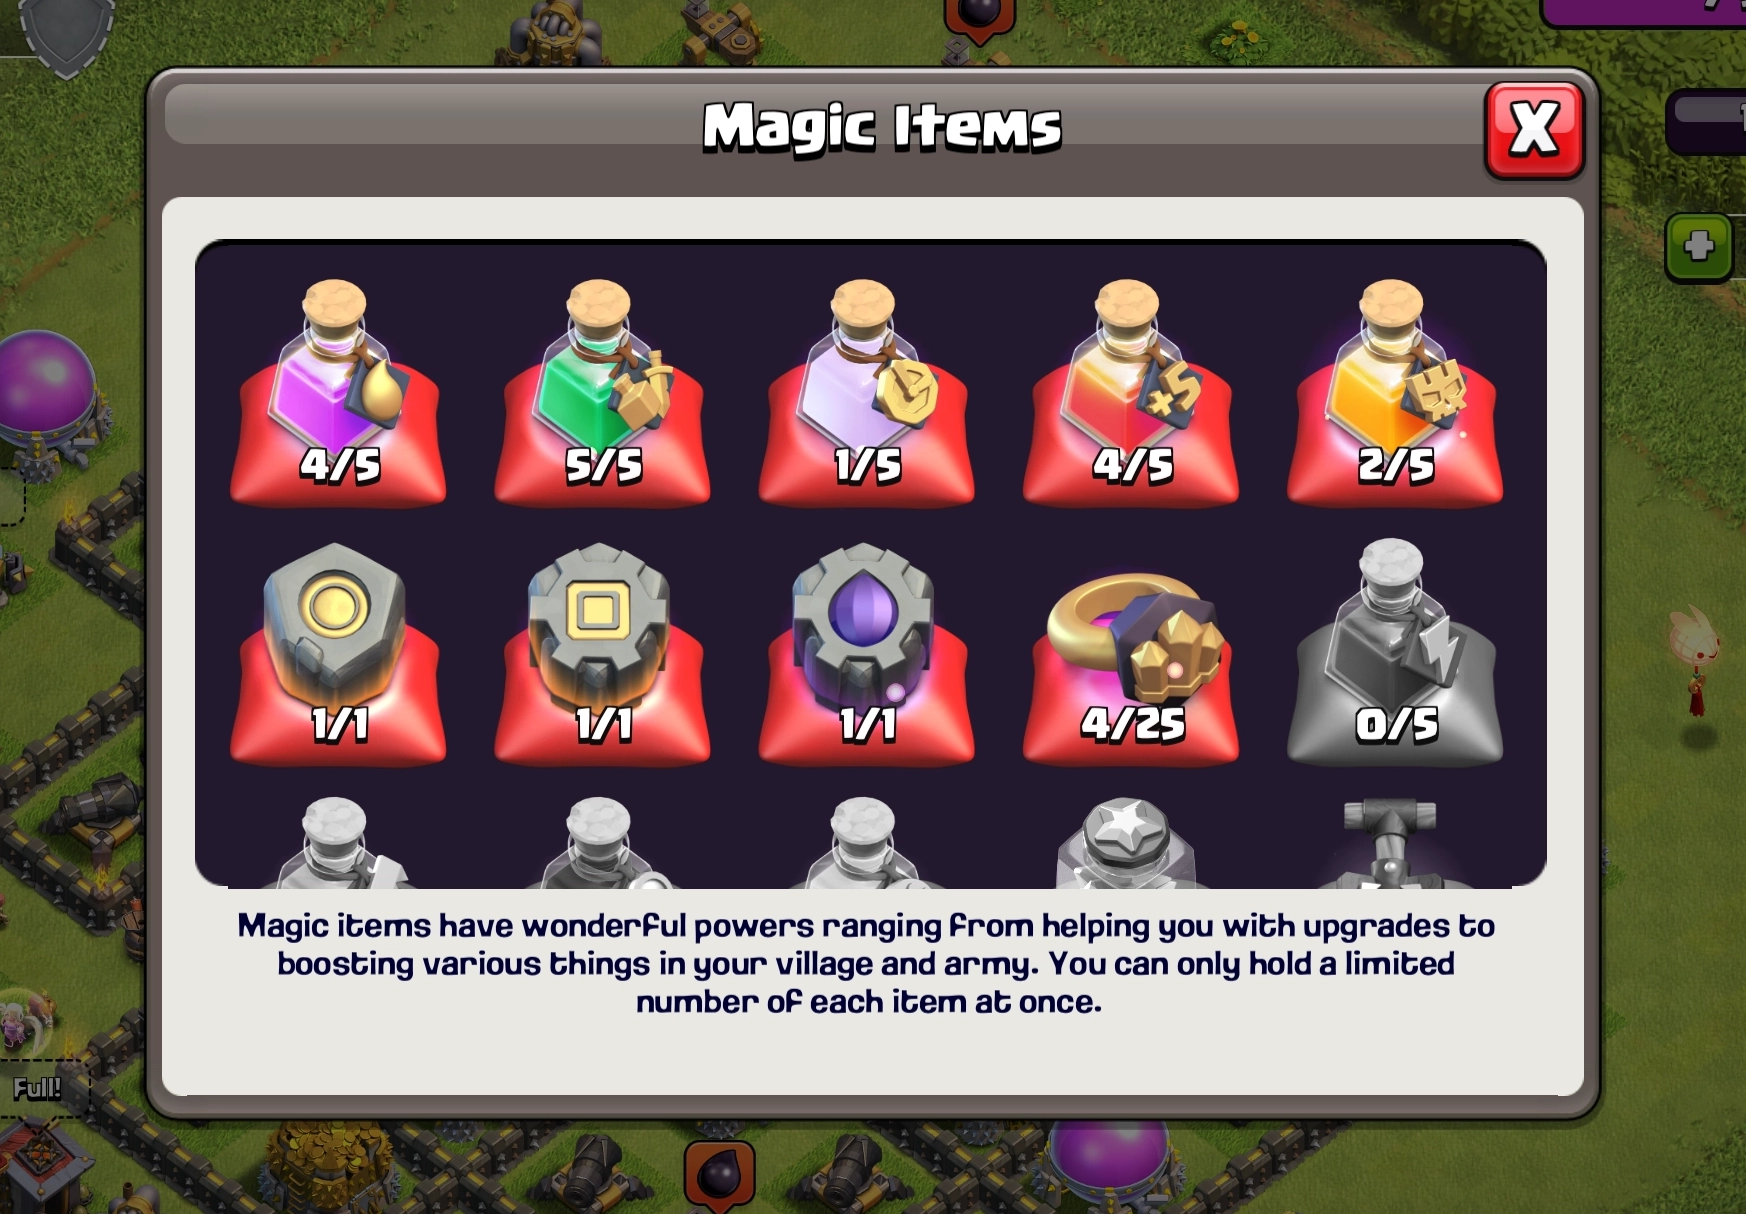 Magic Items
X
+5
4/5
5/5
1/5
4/5
2/5
1/1
1/1
1/1
4/25
0/5
Magic items have wonderful powers ranging from helping you with upgrades to
boosting various things in your village and army. You can only hold a limited
number of each item at once.
Full!